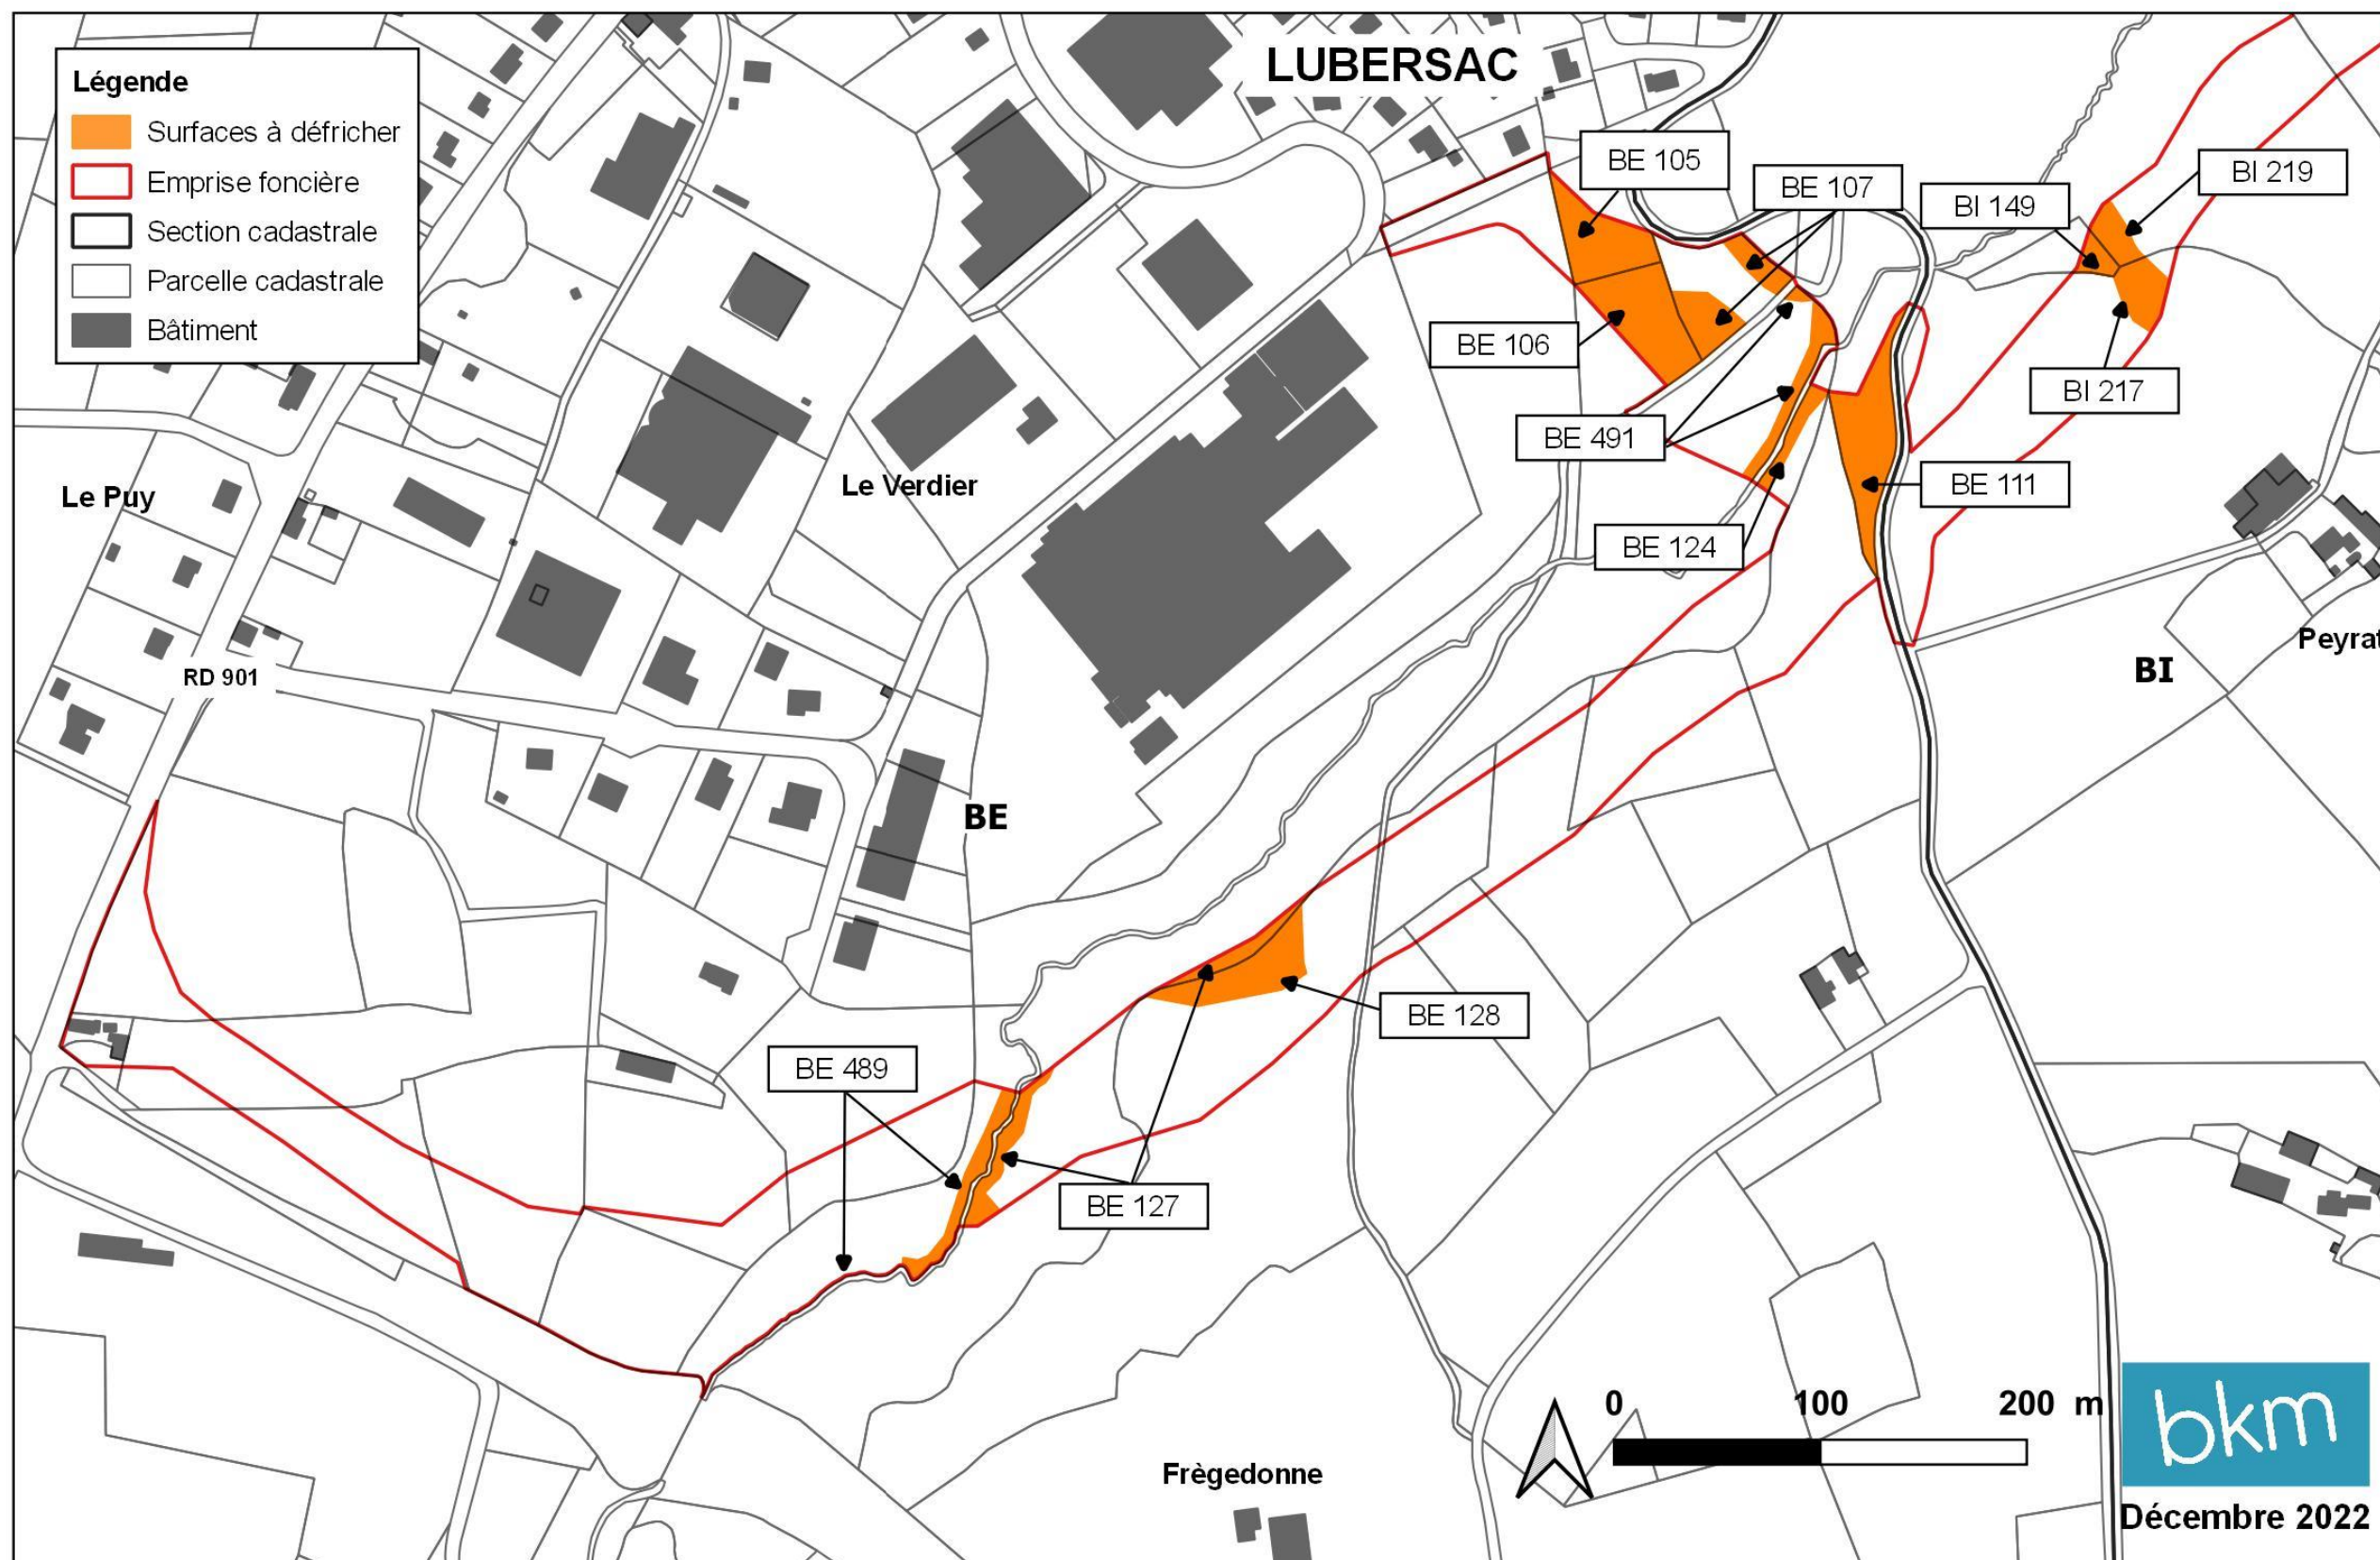 LUBERSAC
Légende
Surfaces à défricher
Emprise foncière
Section cadastrale
Parcelle cadastrale
Bâtiment
BE 105
BE 107
BI 149
BI 219
BE 106
BI 217
BE 491
BE 111
BE 124
Le Puy
Le Verdier
RD 901
Peyrat
BI
BE
BE 128
BE 489
BE 127
0 100 200 m
bkm
Frègedonne
Décembre 2022